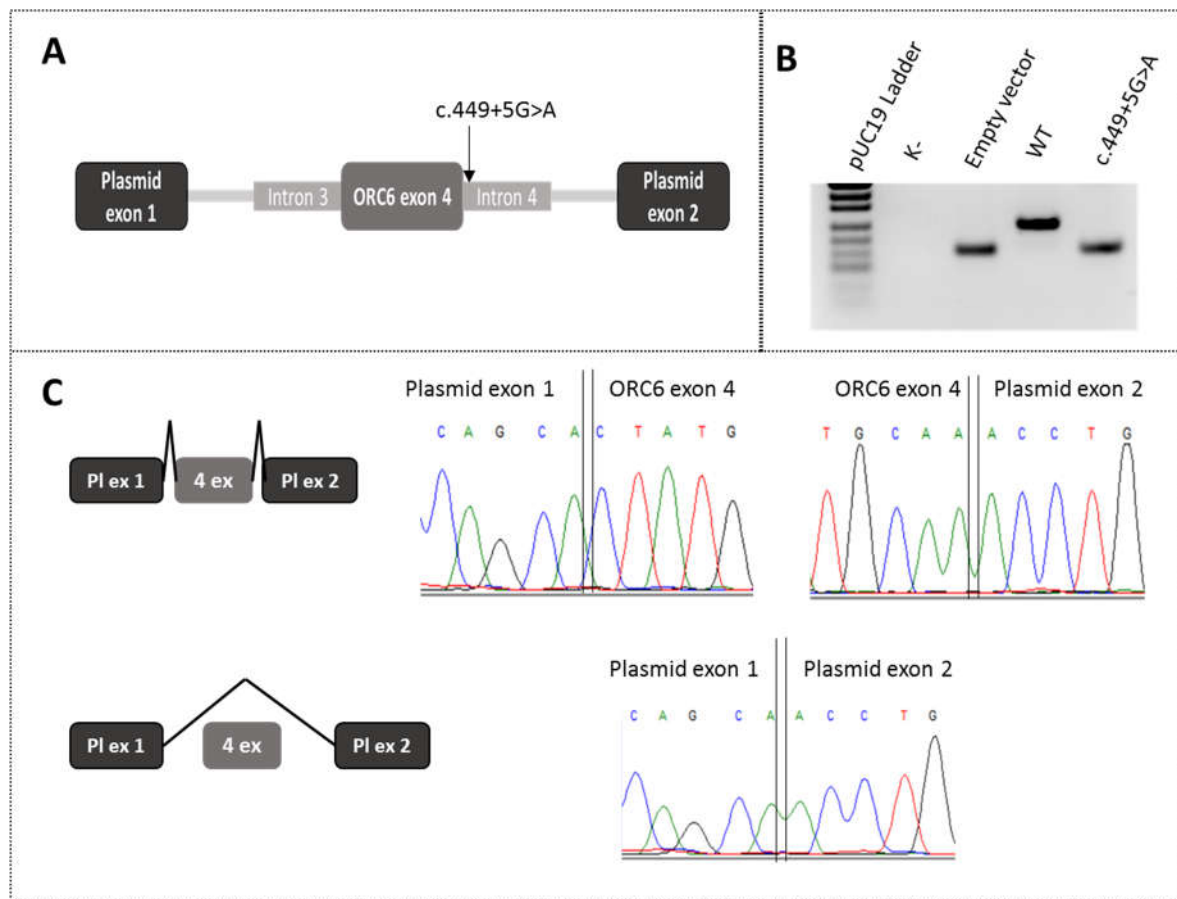 A
c.449+5G>A
Plasmid
exon 1
Intron 3
ORC6 exon 4
Intron 4
Plasmid
exon 2
B
pUC19 Ladder
K-
Empty vector
WT
c.449+5G>A
C
Pl ex 1
4 ex
Pl ex 2
Plasmid exon 1
ORC6 exon 4
C A G C A C T A T G
ORC6 exon 4
Plasmid exon 2
T G C A A A C C T G
Pl ex 1
4 ex
Pl ex 2
Plasmid exon 1
Plasmid exon 2
C A G C A A C C T G